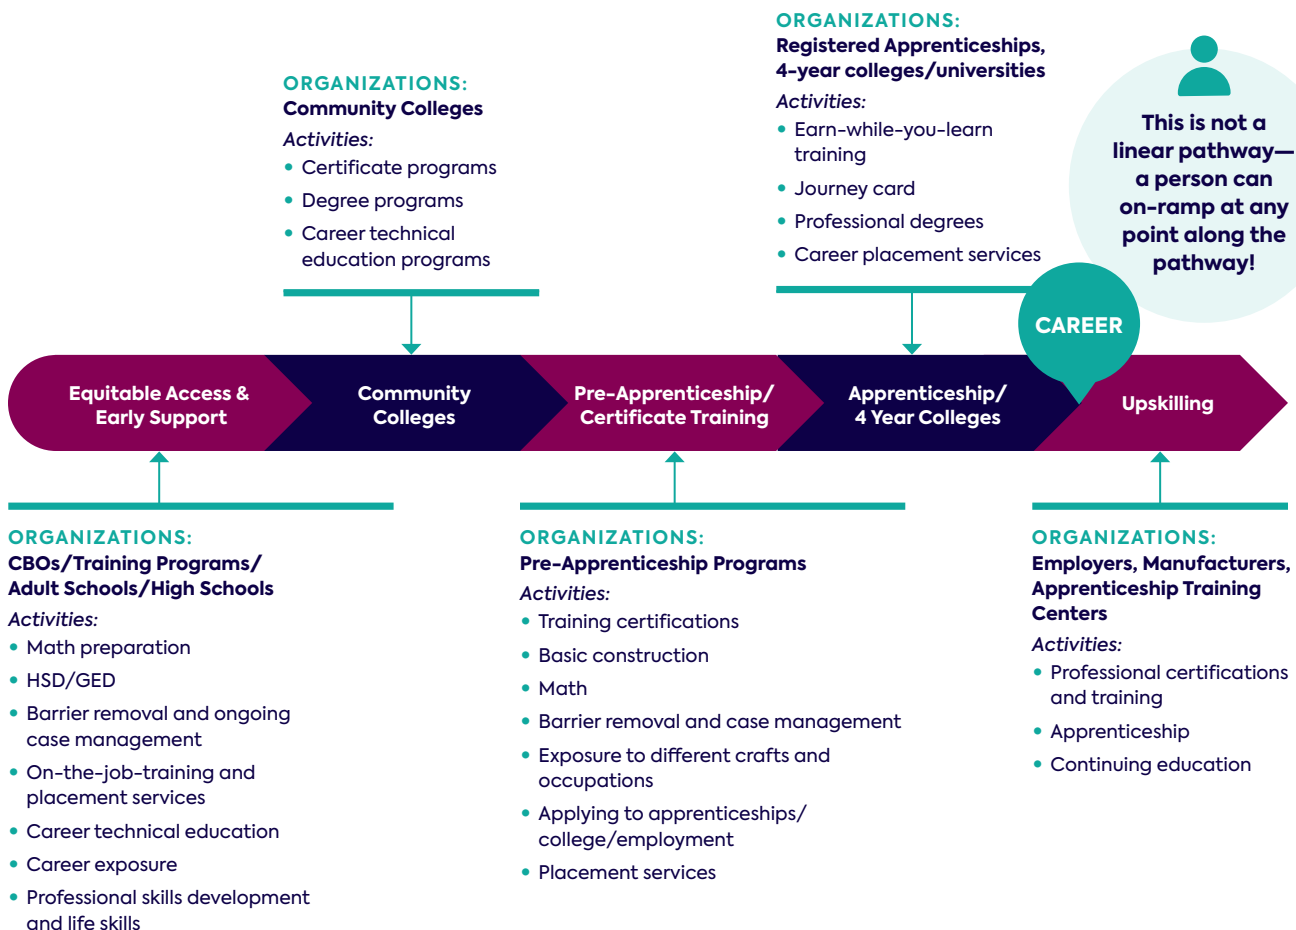 ORGANIZATIONS:
Community Colleges
Activities:
• Certificate programs
• Degree programs
• Career technical
education programs
ORGANIZATIONS:
Registered Apprenticeships,
4-year colleges/universities
Activities:
• Earn-while-you-learn
training
• Journey card
• Professional degrees
• Career placement services
This is not a
linear pathway—
a person can
on-ramp at any
point along the
pathway!
CAREER
Equitable Access &
Early Support
Community
Colleges
Pre-Apprenticeship/
Certificate Training
Apprenticeship/
4 Year Colleges
Upskilling
ORGANIZATIONS:
CBOs/Training Programs/
Adult Schools/High Schools
Activities:
• Math preparation
• HSD/GED
• Barrier removal and ongoing
case management
• On-the-job-training and
placement services
• Career technical education
• Career exposure
• Professional skills development
and life skills
ORGANIZATIONS:
Pre-Apprenticeship Programs
Activities:
• Training certifications
• Basic construction
• Math
• Barrier removal and case management
• Exposure to different crafts and
occupations
• Applying to apprenticeships/
college/employment
• Placement services
ORGANIZATIONS:
Employers, Manufacturers,
Apprenticeship Training
Centers
Activities:
• Professional certifications
and training
• Apprenticeship
• Continuing education